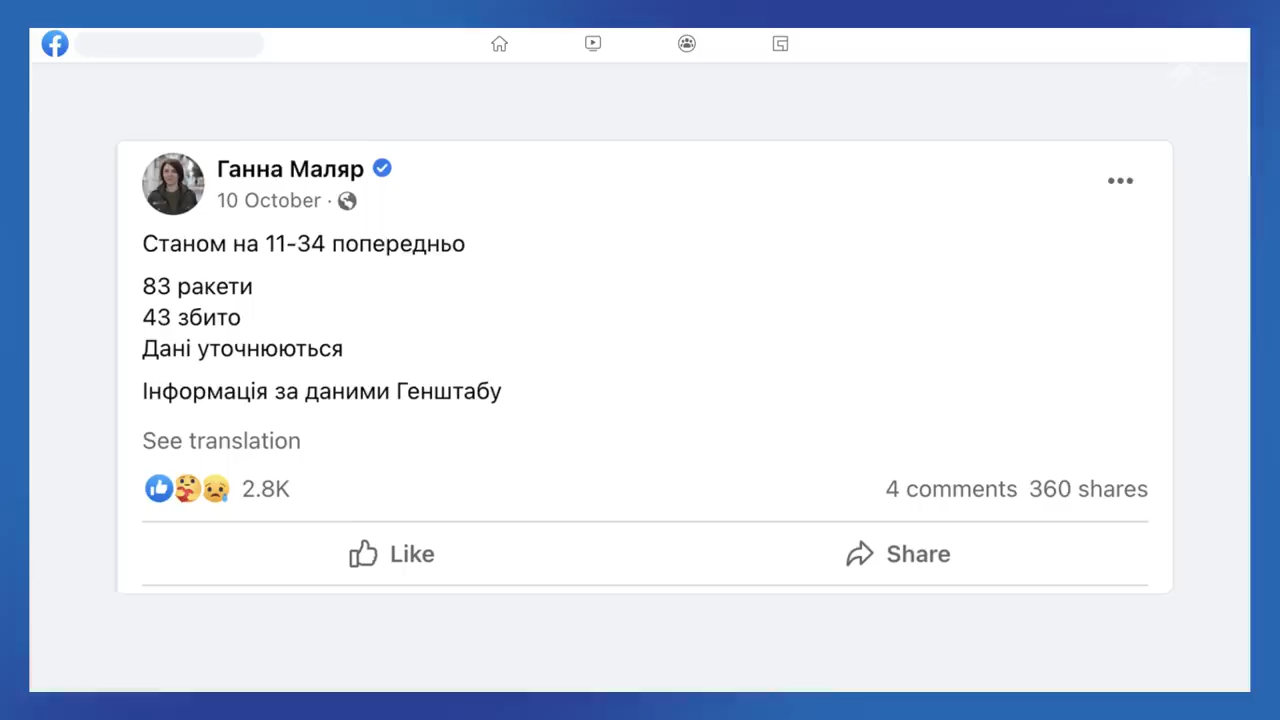 Ганна Маляр
10 October ·
Станом на 11-34 попередньо
83 ракети
43 збито
Дані уточнюються
Інформація за даними Генштабу
See translation
2.8K
4 comments 360 shares
Like
Share